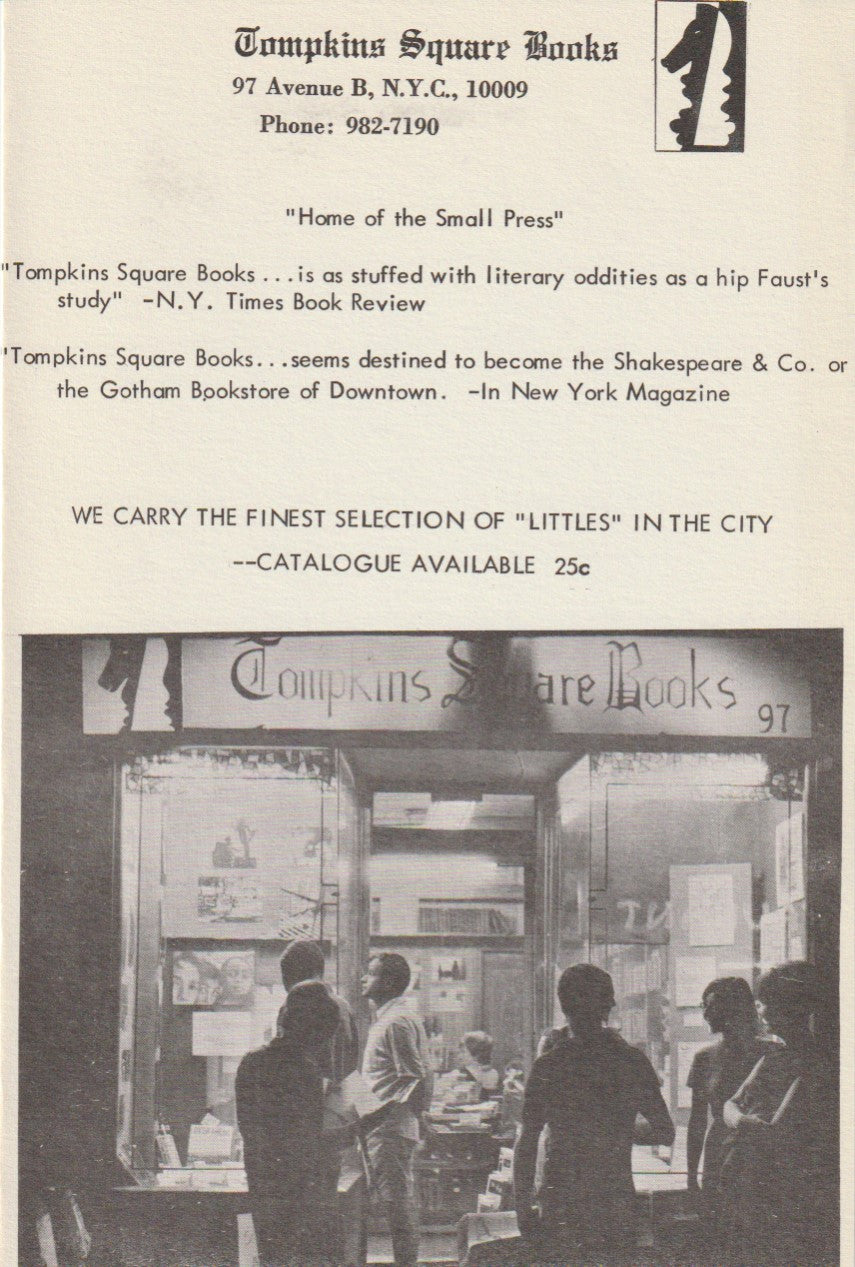 Tompkins Square Books
97 Avenue B, N.Y.C., 10009
Phone: 982-7190
"Home of the Small Press"
"Tompkins Square Books ...is as stuffed with literary oddities as a hip Faust's
study" -N.Y. Times Book Review
"Tompkins Square Books...seems destined to become the Shakespeare & Co. or
the Gotham Bookstore of Downtown. -In New York Magazine
WE CARRY THE FINEST SELECTION OF "LITTLES" IN THE CITY
--CATALOGUE AVAILABLE 25c
Tompkins Square Books
97